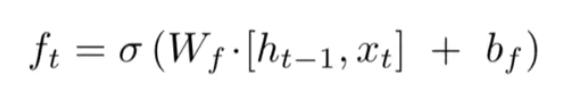 f_t = σ (W_f · [h_{t−1}, x_t] + b_f)